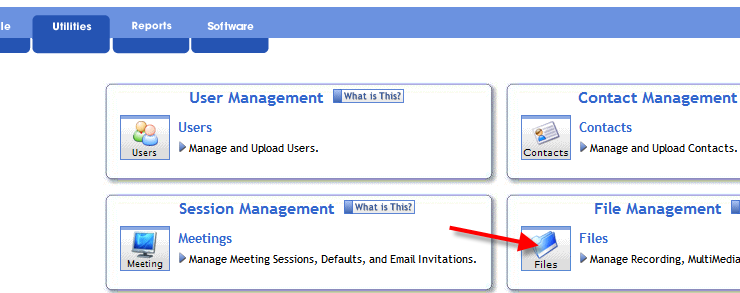 le Utilities Reports Software
User Management What is This?
Users
Users
Manage and Upload Users.
Contact Management
Contacts
Contacts
Manage and Upload Contacts.
Session Management What is This?
Meeting
Meetings
Manage Meeting Sessions, Defaults, and Email Invitations.
File Management
Files
Files
Manage Recording, MultiMedia